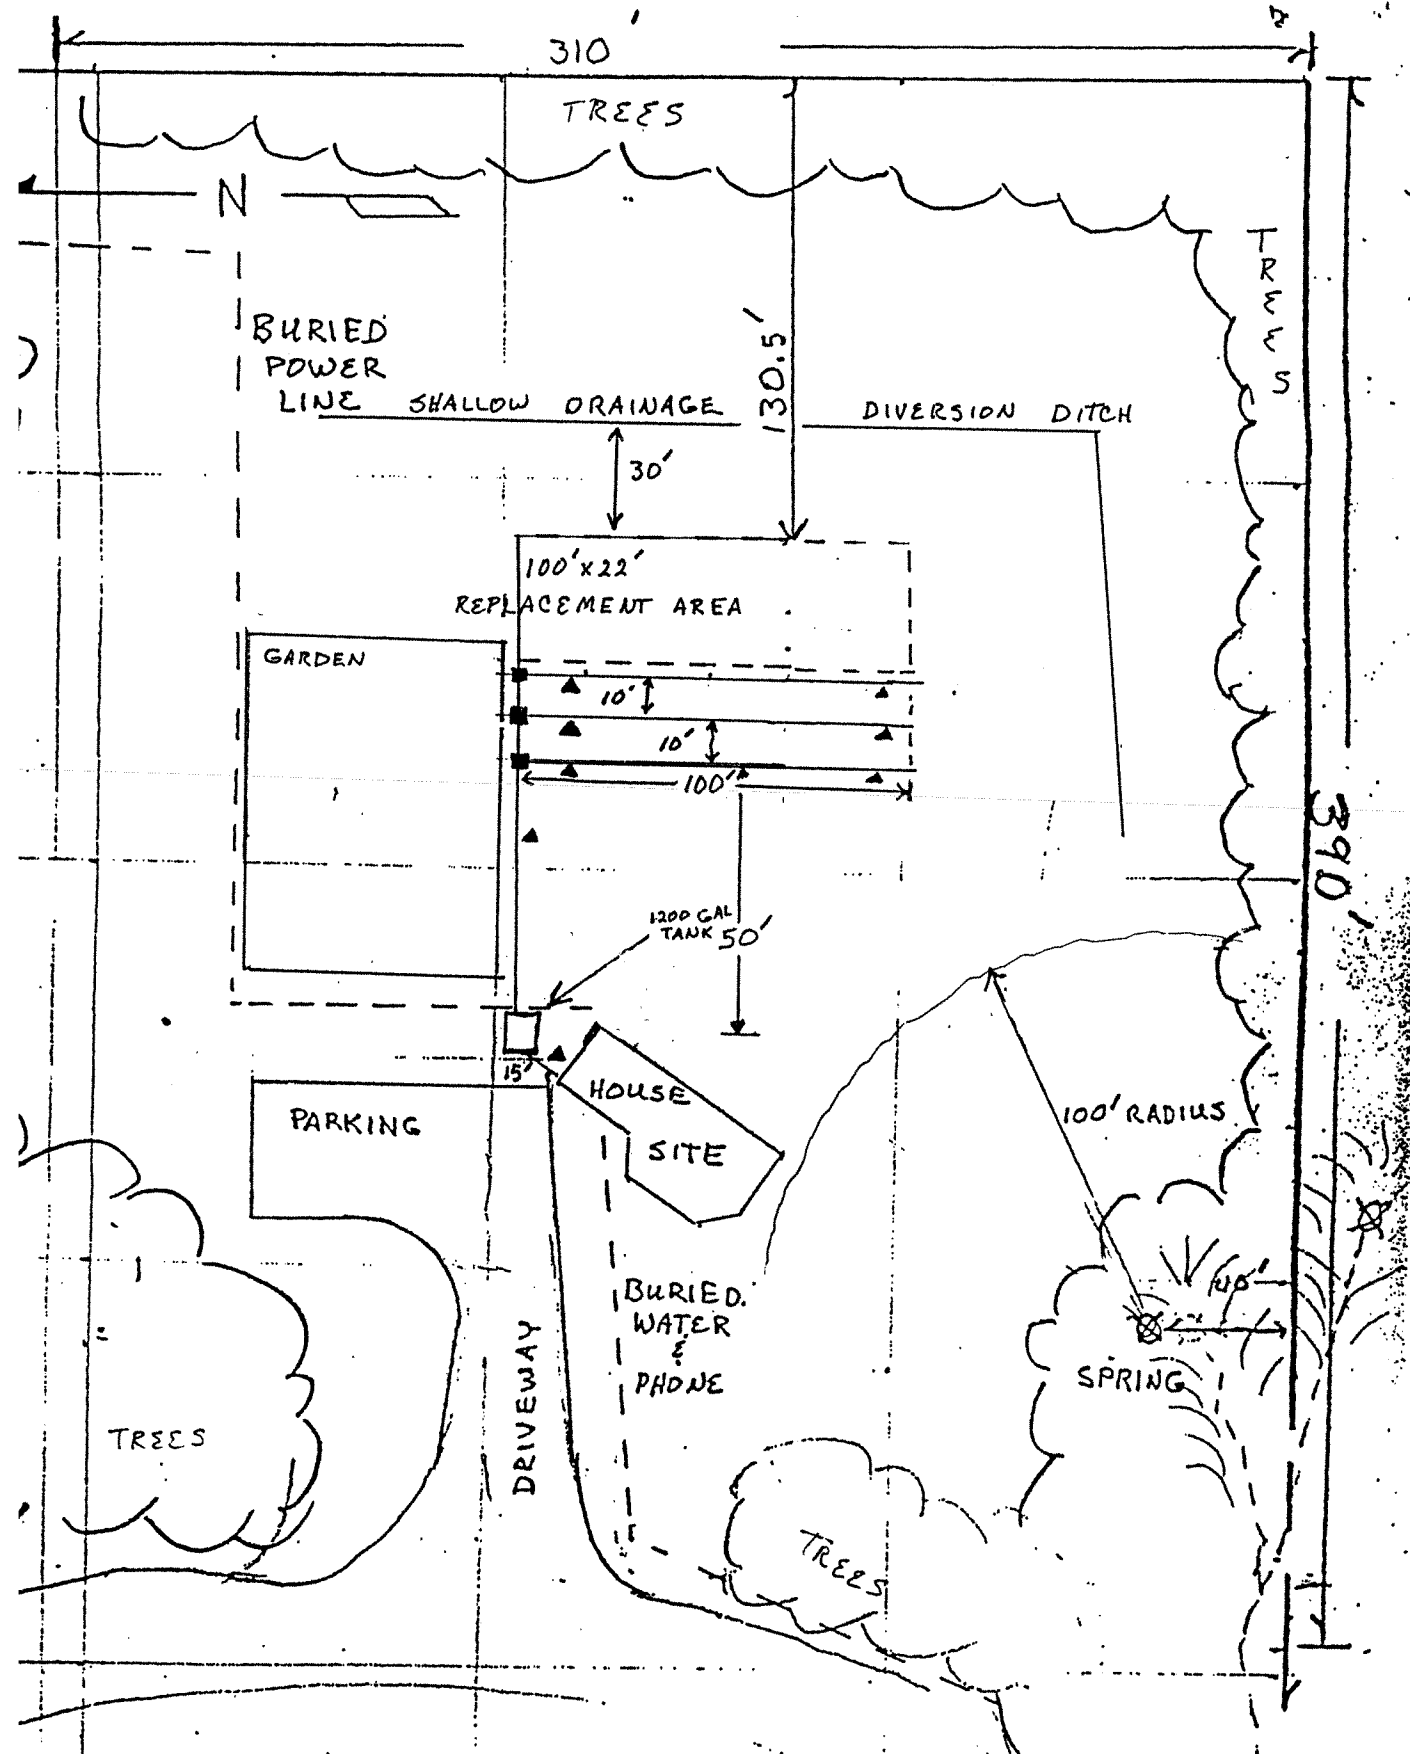 310'
TREES
N
TREES
BURIED
POWER
LINE
SHALLOW DRAINAGE
DIVERSION DITCH
130.5'
30'
100'x22'
REPLACEMENT AREA
GARDEN
10'
10'
100'
390'
1200 GAL
TANK
50'
15'
HOUSE
SITE
PARKING
100' RADIUS
40'
BURIED.
WATER
&
PHONE
DRIVEWAY
SPRING
TREES
TREES